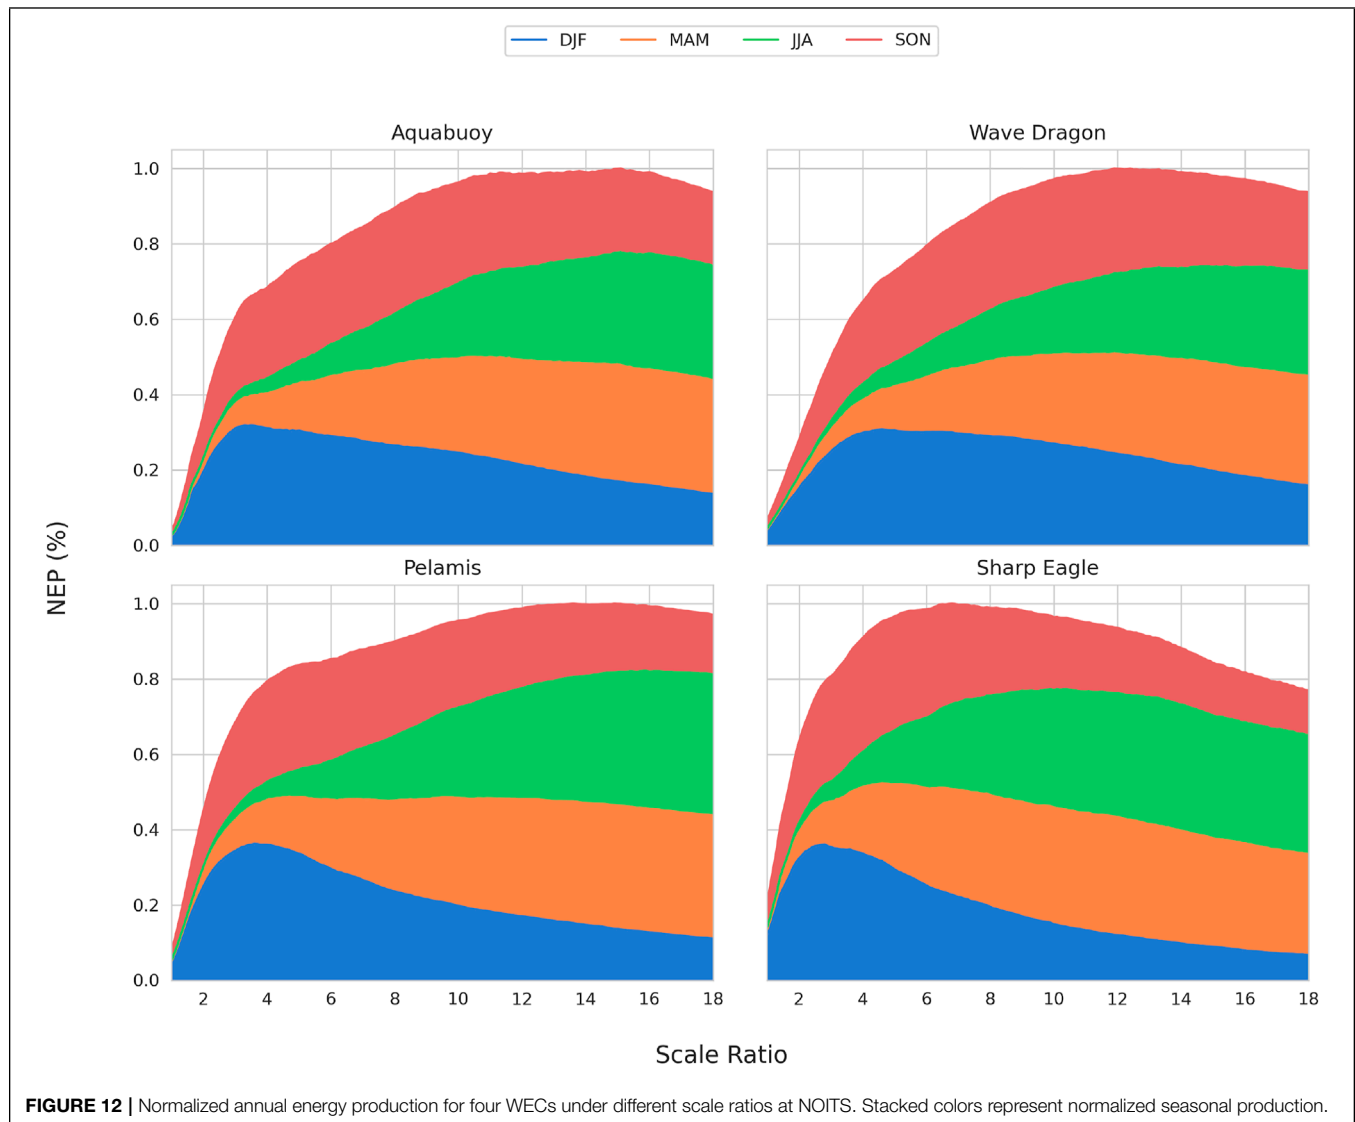 DJF MAM JJA SON
Aquabuoy
Wave Dragon
1.0
0.8
0.6
0.4
0.2
0.0
Pelamis
Sharp Eagle
1.0
0.8
0.6
0.4
0.2
0.0
2 4 6 8 10 12 14 16 18
2 4 6 8 10 12 14 16 18
NEP (%)
Scale Ratio
FIGURE 12 | Normalized annual energy production for four WECs under different scale ratios at NOITS. Stacked colors represent normalized seasonal production.